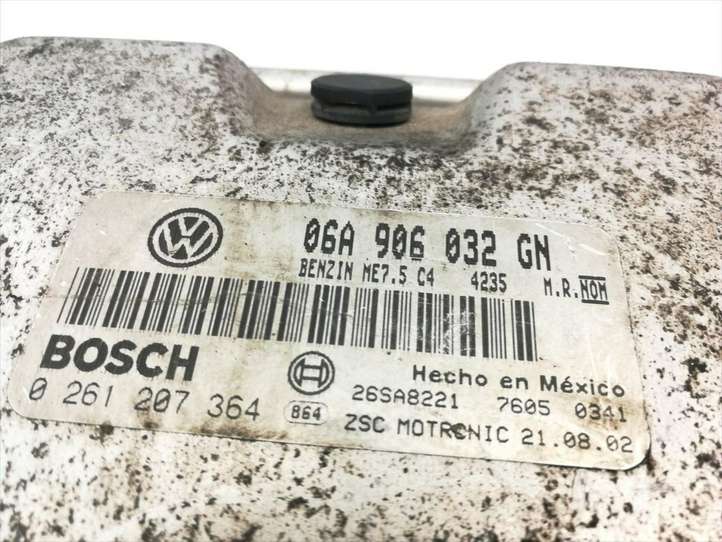 06A 906 032 GN
BENZIN ME7.5 C4 4235 M.R. NOM
BOSCH
Hecho en México
0 261 207 364
864
26SA8221 7605 0341
ZSC MOTRONIC 21.08.02